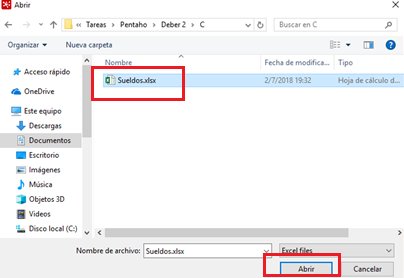 Abrir
« Tareas > Pentaho > Deber 2 > C
Buscar en C
Organizar
Nueva carpeta
Nombre
Fecha de modifica...
Tipo
Acceso rápido
Sueldos.xlsx
2/7/2018 19:32
Hoja de cálculo d
OneDrive
Este equipo
Descargas
Documentos
Escritorio
Imágenes
Música
Objetos 3D
Videos
Disco local (C:)
Nombre de archivo:
Sueldos.xlsx
Excel files
Abrir
Cancelar